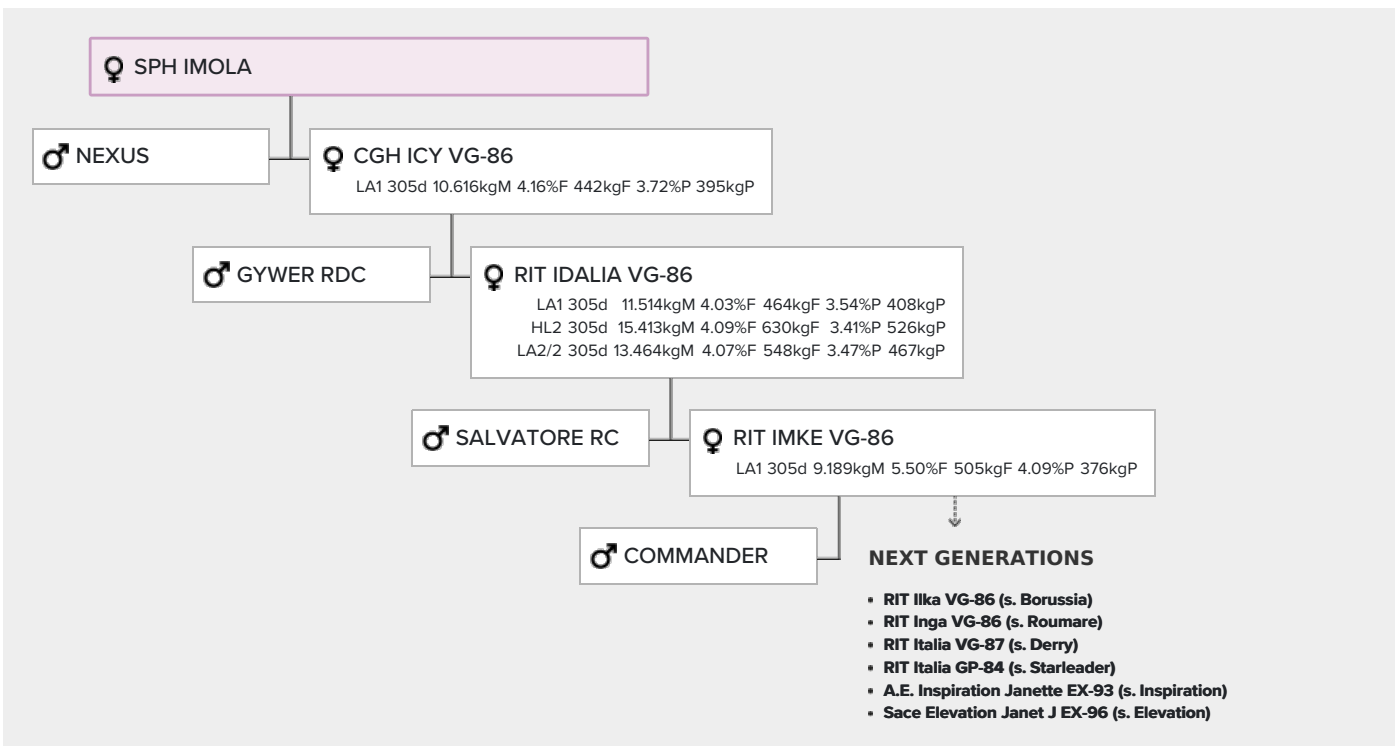 SPH IMOLA
NEXUS
CGH ICY VG-86
LA1 305d 10.616kgM 4.16%F 442kgF 3.72%P 395kgP
GYWER RDC
RIT IDALIA VG-86
LA1 305d 11.514kgM 4.03%F 464kgF 3.54%P 408kgP
HL2 305d 15.413kgM 4.09%F 630kgF 3.41%P 526kgP
LA2/2 305d 13.464kgM 4.07%F 548kgF 3.47%P 467kgP
SALVATORE RC
RIT IMKE VG-86
LA1 305d 9.189kgM 5.50%F 505kgF 4.09%P 376kgP
COMMANDER
NEXT GENERATIONS
• RIT Ilka VG-86 (s. Borussia)
• RIT Inga VG-86 (s. Roumare)
• RIT Italia VG-87 (s. Derry)
• RIT Italia GP-84 (s. Starleader)
• A.E. Inspiration Janette EX-93 (s. Inspiration)
• Sace Elevation Janet J EX-96 (s. Elevation)